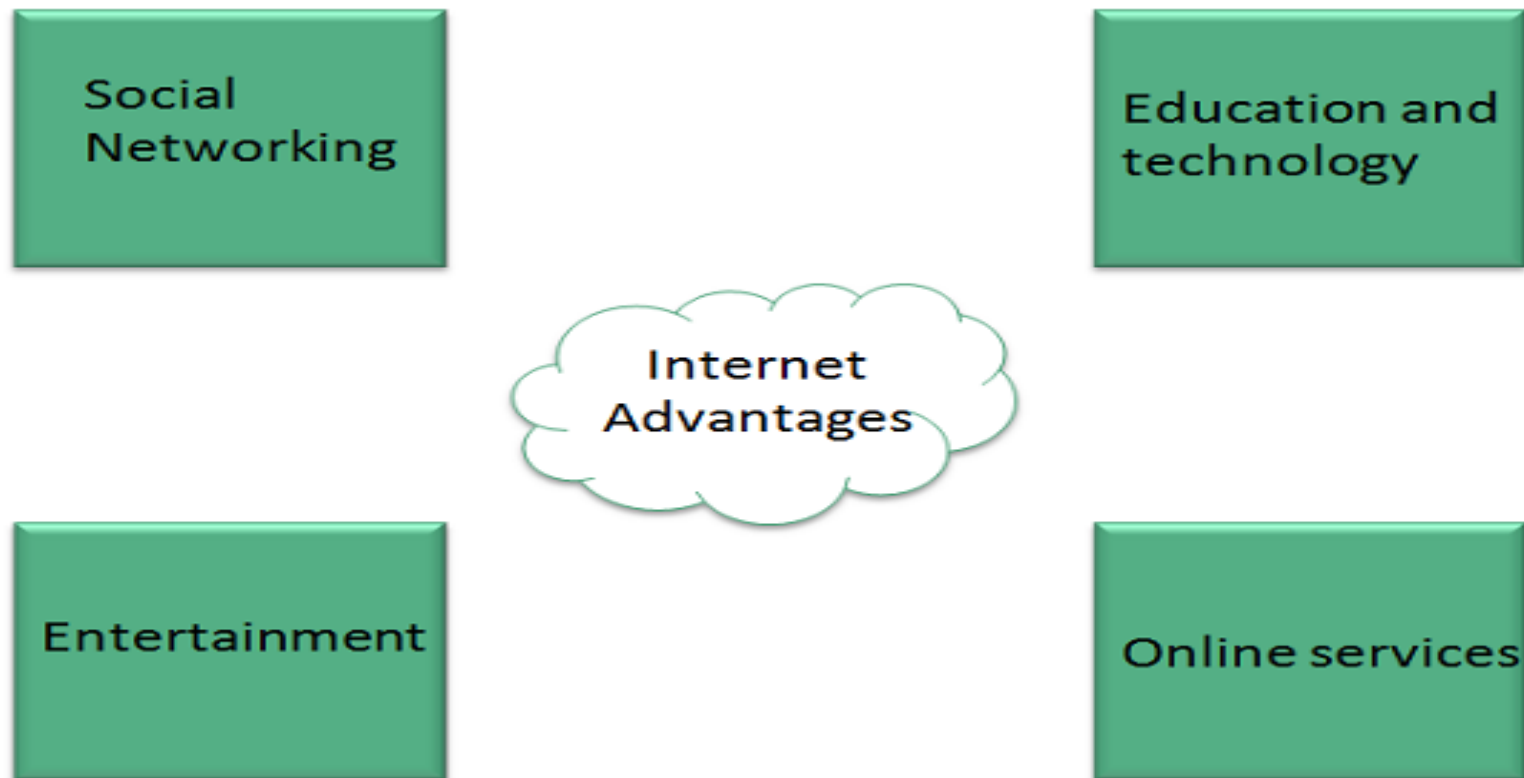 Social
Networking
Education and
technology
Internet
Advantages
Entertainment
Online services